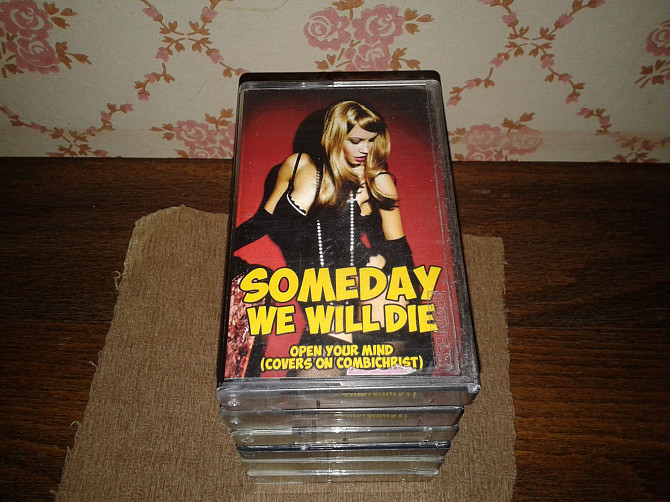 SOMEDAY
WE WILL DIE
OPEN YOUR MIND
(COVERS ON COMBICHRIST)